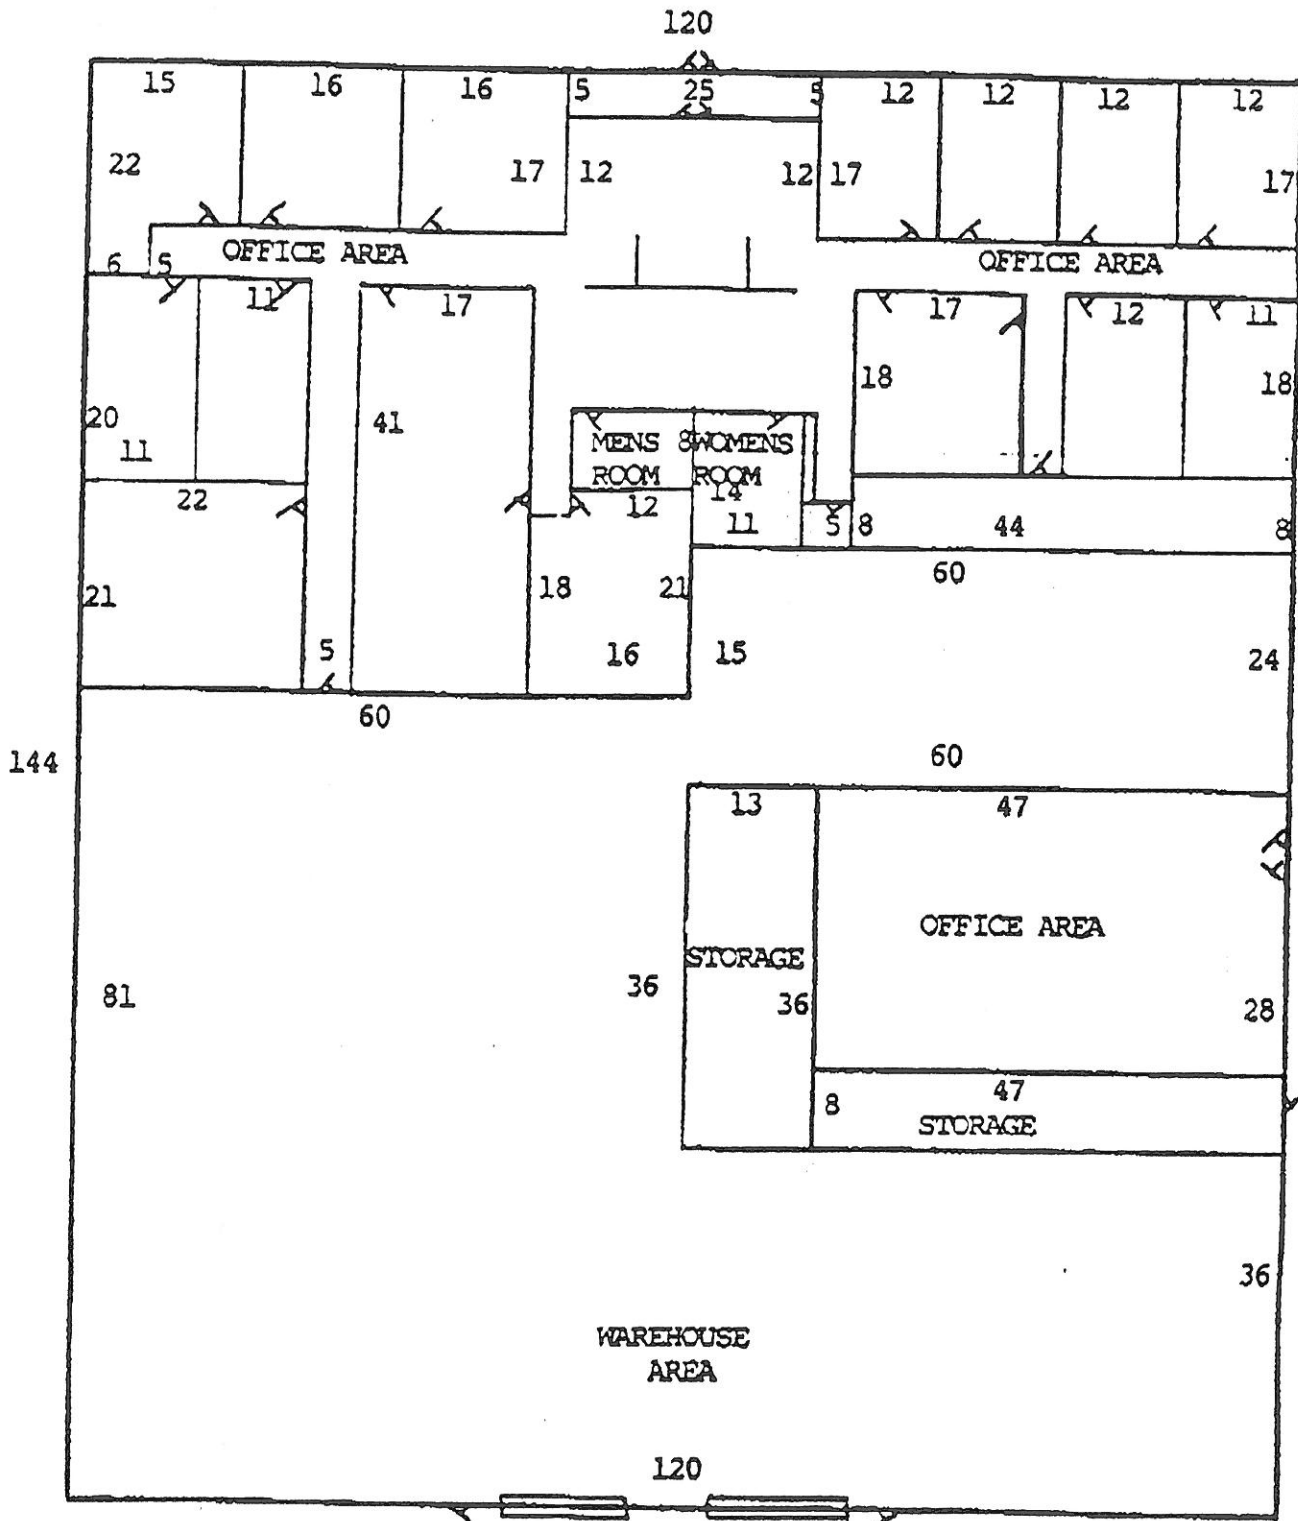 120
15 16 16 5 25 5 12 12 12 12
22 17 12 12 17 17
OFFICE AREA OFFICE AREA
6 5 11 17 17 12 11
18 18
20 41
11 MENS 8 WOMENS
ROOM ROOM
22 12 14
11 5 8 44 8
60
21 18 21
5 16 15 24
60
144 60
13 47
OFFICE AREA
STORAGE
81 36 36 28
47
8 STORAGE
36
WAREHOUSE
AREA
120